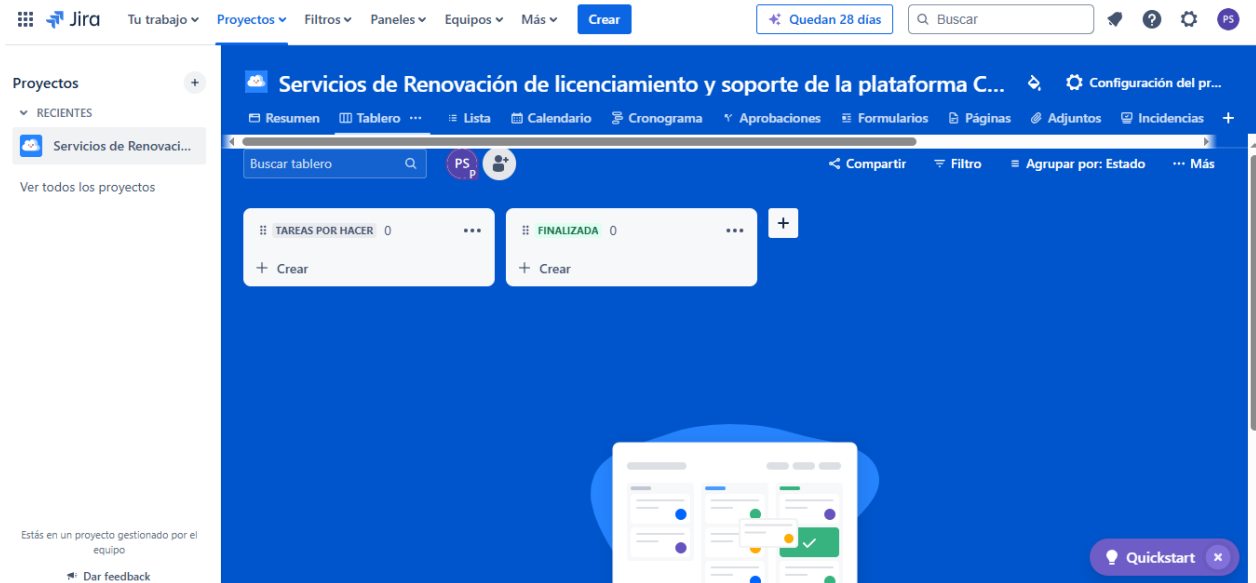 Jira Tu trabajo Proyectos Filtros Paneles Equipos Más Crear Quedan 28 días Buscar PS
Proyectos
RECIENTES
Servicios de Renovaci...
Ver todos los proyectos
Estás en un proyecto gestionado por el
equipo
Dar feedback
Servicios de Renovación de licenciamiento y soporte de la plataforma C... Configuración del pr...
Resumen Tablero ... Lista Calendario Cronograma Aprobaciones Formularios Páginas Adjuntos Incidencias +
Buscar tablero PS P Compartir Filtro Agrupar por: Estado ... Más
TAREAS POR HACER 0 ...
+ Crear
FINALIZADA 0 ...
+ Crear
+
Quickstart